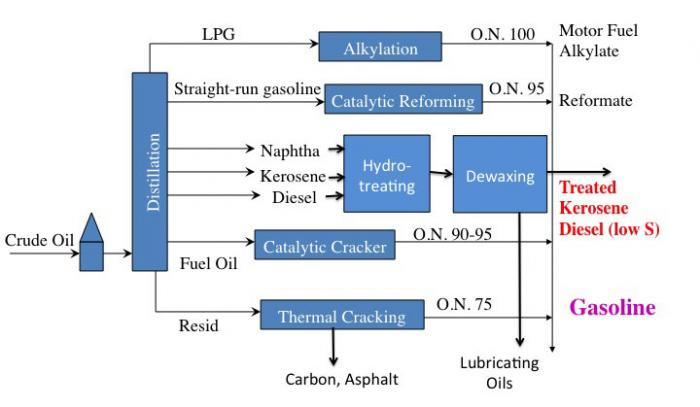 LPG
Alkylation
O.N. 100
Motor Fuel
Alkylate
Straight-run gasoline
Catalytic Reforming
O.N. 95
Reformate
Distillation
Naphtha
Kerosene
Diesel
Hydro-
treating
Dewaxing
Treated
Kerosene
Diesel (low S)
Crude Oil
Fuel Oil
Catalytic Cracker
O.N. 90-95
Resid
Thermal Cracking
O.N. 75
Gasoline
Carbon, Asphalt
Lubricating
Oils